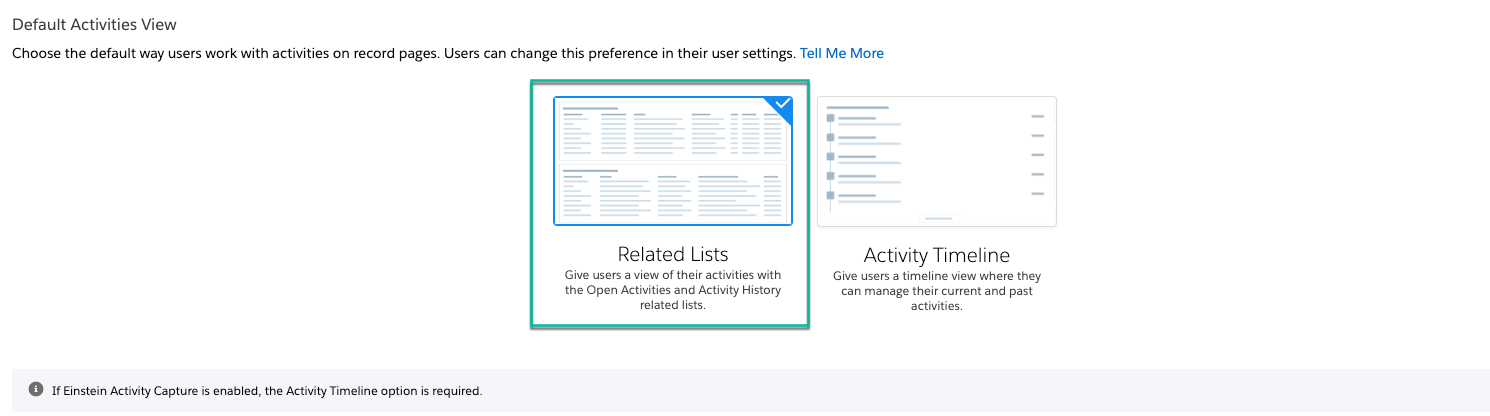 Default Activities View
Choose the default way users work with activities on record pages. Users can change this preference in their user settings. Tell Me More
Related Lists
Give users a view of their activities with
the Open Activities and Activity History
related lists.
Activity Timeline
Give users a timeline view where they
can manage their current and past
activities.
If Einstein Activity Capture is enabled, the Activity Timeline option is required.